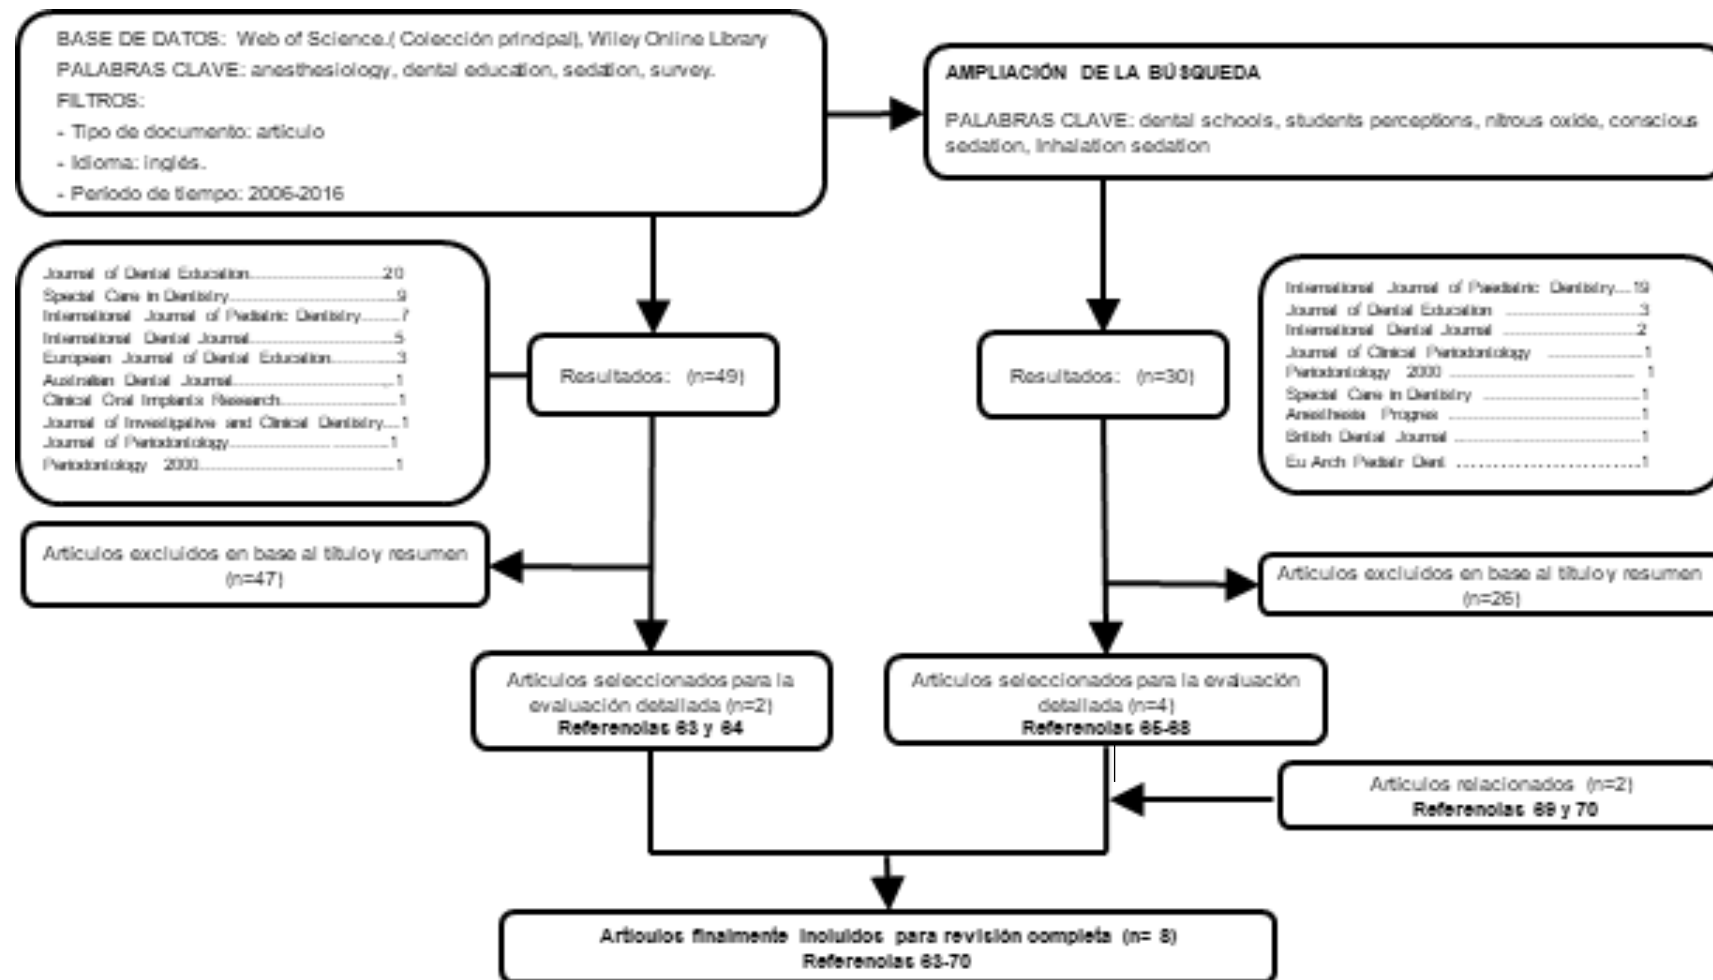 BASE DE DATOS: Web of Science.( Colección principal), Wiley Online Library
PALABRAS CLAVE: anesthesiology, dental education, sedation, survey.
FILTROS:
- Tipo de documento: artículo
- Idioma: inglés.
- Periodo de tiempo: 2006-2016
AMPLIACIÓN DE LA BÚSQUEDA
PALABRAS CLAVE: dental schools, students perceptions, nitrous oxide, conscious
sedation, Inhalation sedation
Journal of Dental Education..............................20
Special Care in Dentistry......................................9
International Journal of Pediatric Dentistry.........7
International Dental Journal.................................5
European Journal of Dental Education...............3
Australian Dental Journal..................................1
Clinical Oral Implants Research...........................1
Journal of Investigative and Clinical Dentistry....1
Journal of Periodontology...................................1
Periodontology 2000............................................1
Resultados: (n=49)
Resultados: (n=30)
International Journal of Paediatric Dentistry....19
Journal of Dental Education ..............................3
International Dental Journal ..............................2
Journal of Clinical Periodontology .....................1
Periodontology 2000 ......................................... 1
Special Care in Dentistry ...................................1
Anesthesia Progres ...........................................1
British Dental Journal .........................................1
Eu Arch Pediatr Dent ..........................1
Artículos excluidos en base al título y resumen
(n=47)
Artículos excluidos en base al título y resumen
(n=26)
Artículos seleccionados para la
evaluación detallada (n=2)
Referencias 63 y 64
Artículos seleccionados para la evaluación
detallada (n=4)
Referencias 65-68
Artículos relacionados (n=2)
Referencias 69 y 70
Artículos finalmente incluidos para revisión completa (n= 8)
Referencias 63-70